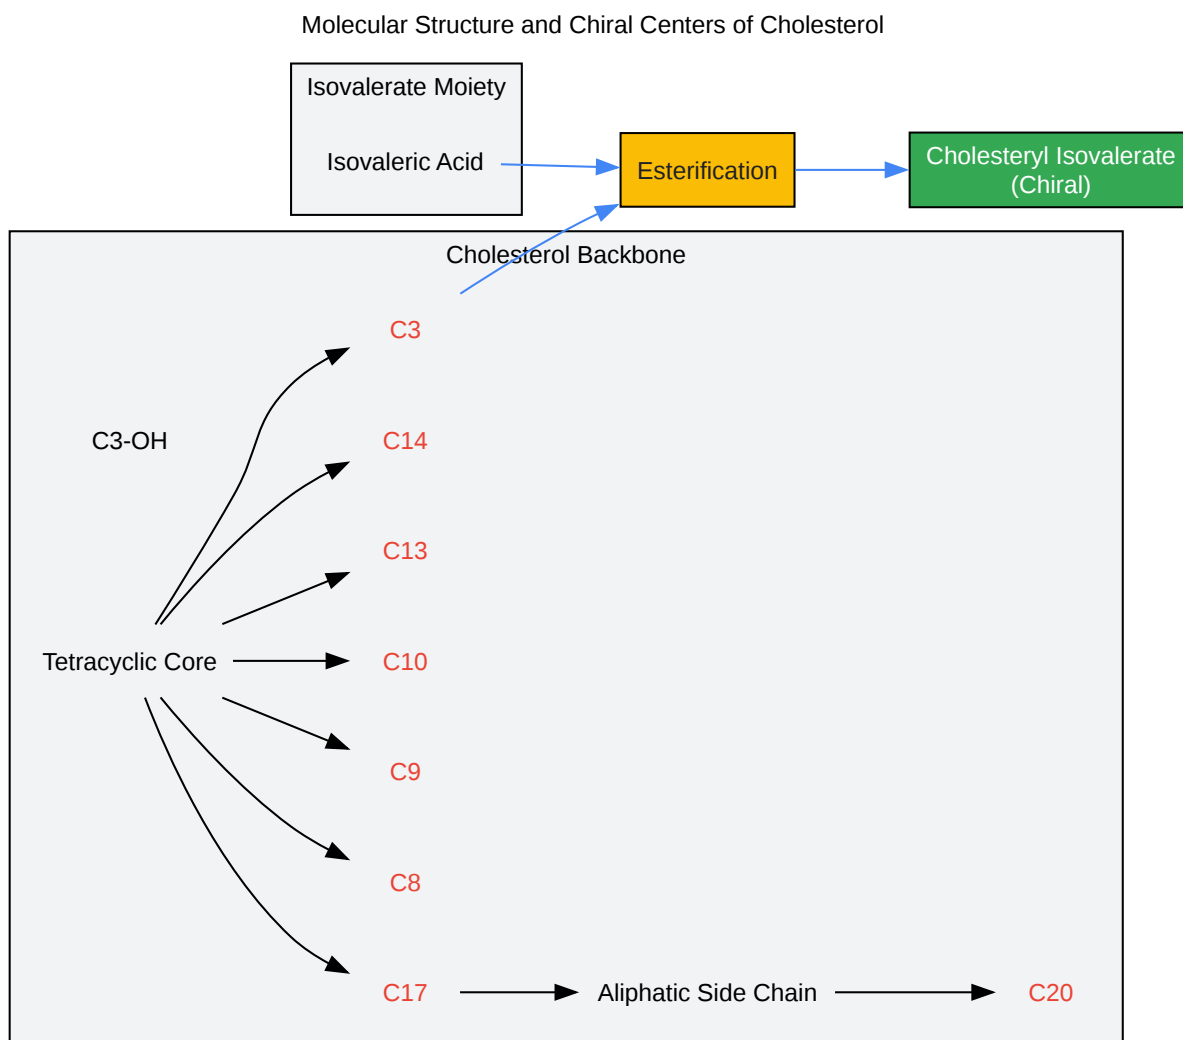 Molecular Structure and Chiral Centers of Cholesterol
Isovalerate Moiety
Isovaleric Acid
Esterification
Cholesteryl Isovalerate
(Chiral)
Cholesterol Backbone
C3
C3-OH
C14
C13
Tetracyclic Core
C10
C9
C8
C17
Aliphatic Side Chain
C20